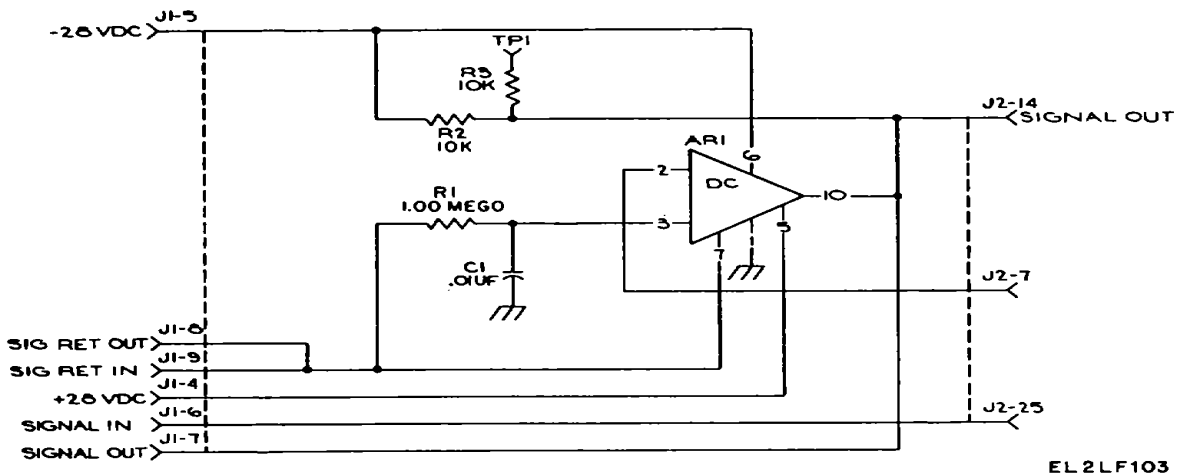 J1-5
-28 VDC
TP1
R3
10K
J2-14
SIGNAL OUT
R2
10K
AR1
6
2
DC
10
R1
1.00 MEGO
3
5
7
C1
.01UF
J2-7
J1-8
SIG RET OUT
J1-9
SIG RET IN
J1-4
+28 VDC
J1-6
J2-25
SIGNAL IN
J1-7
SIGNAL OUT
EL2LF103